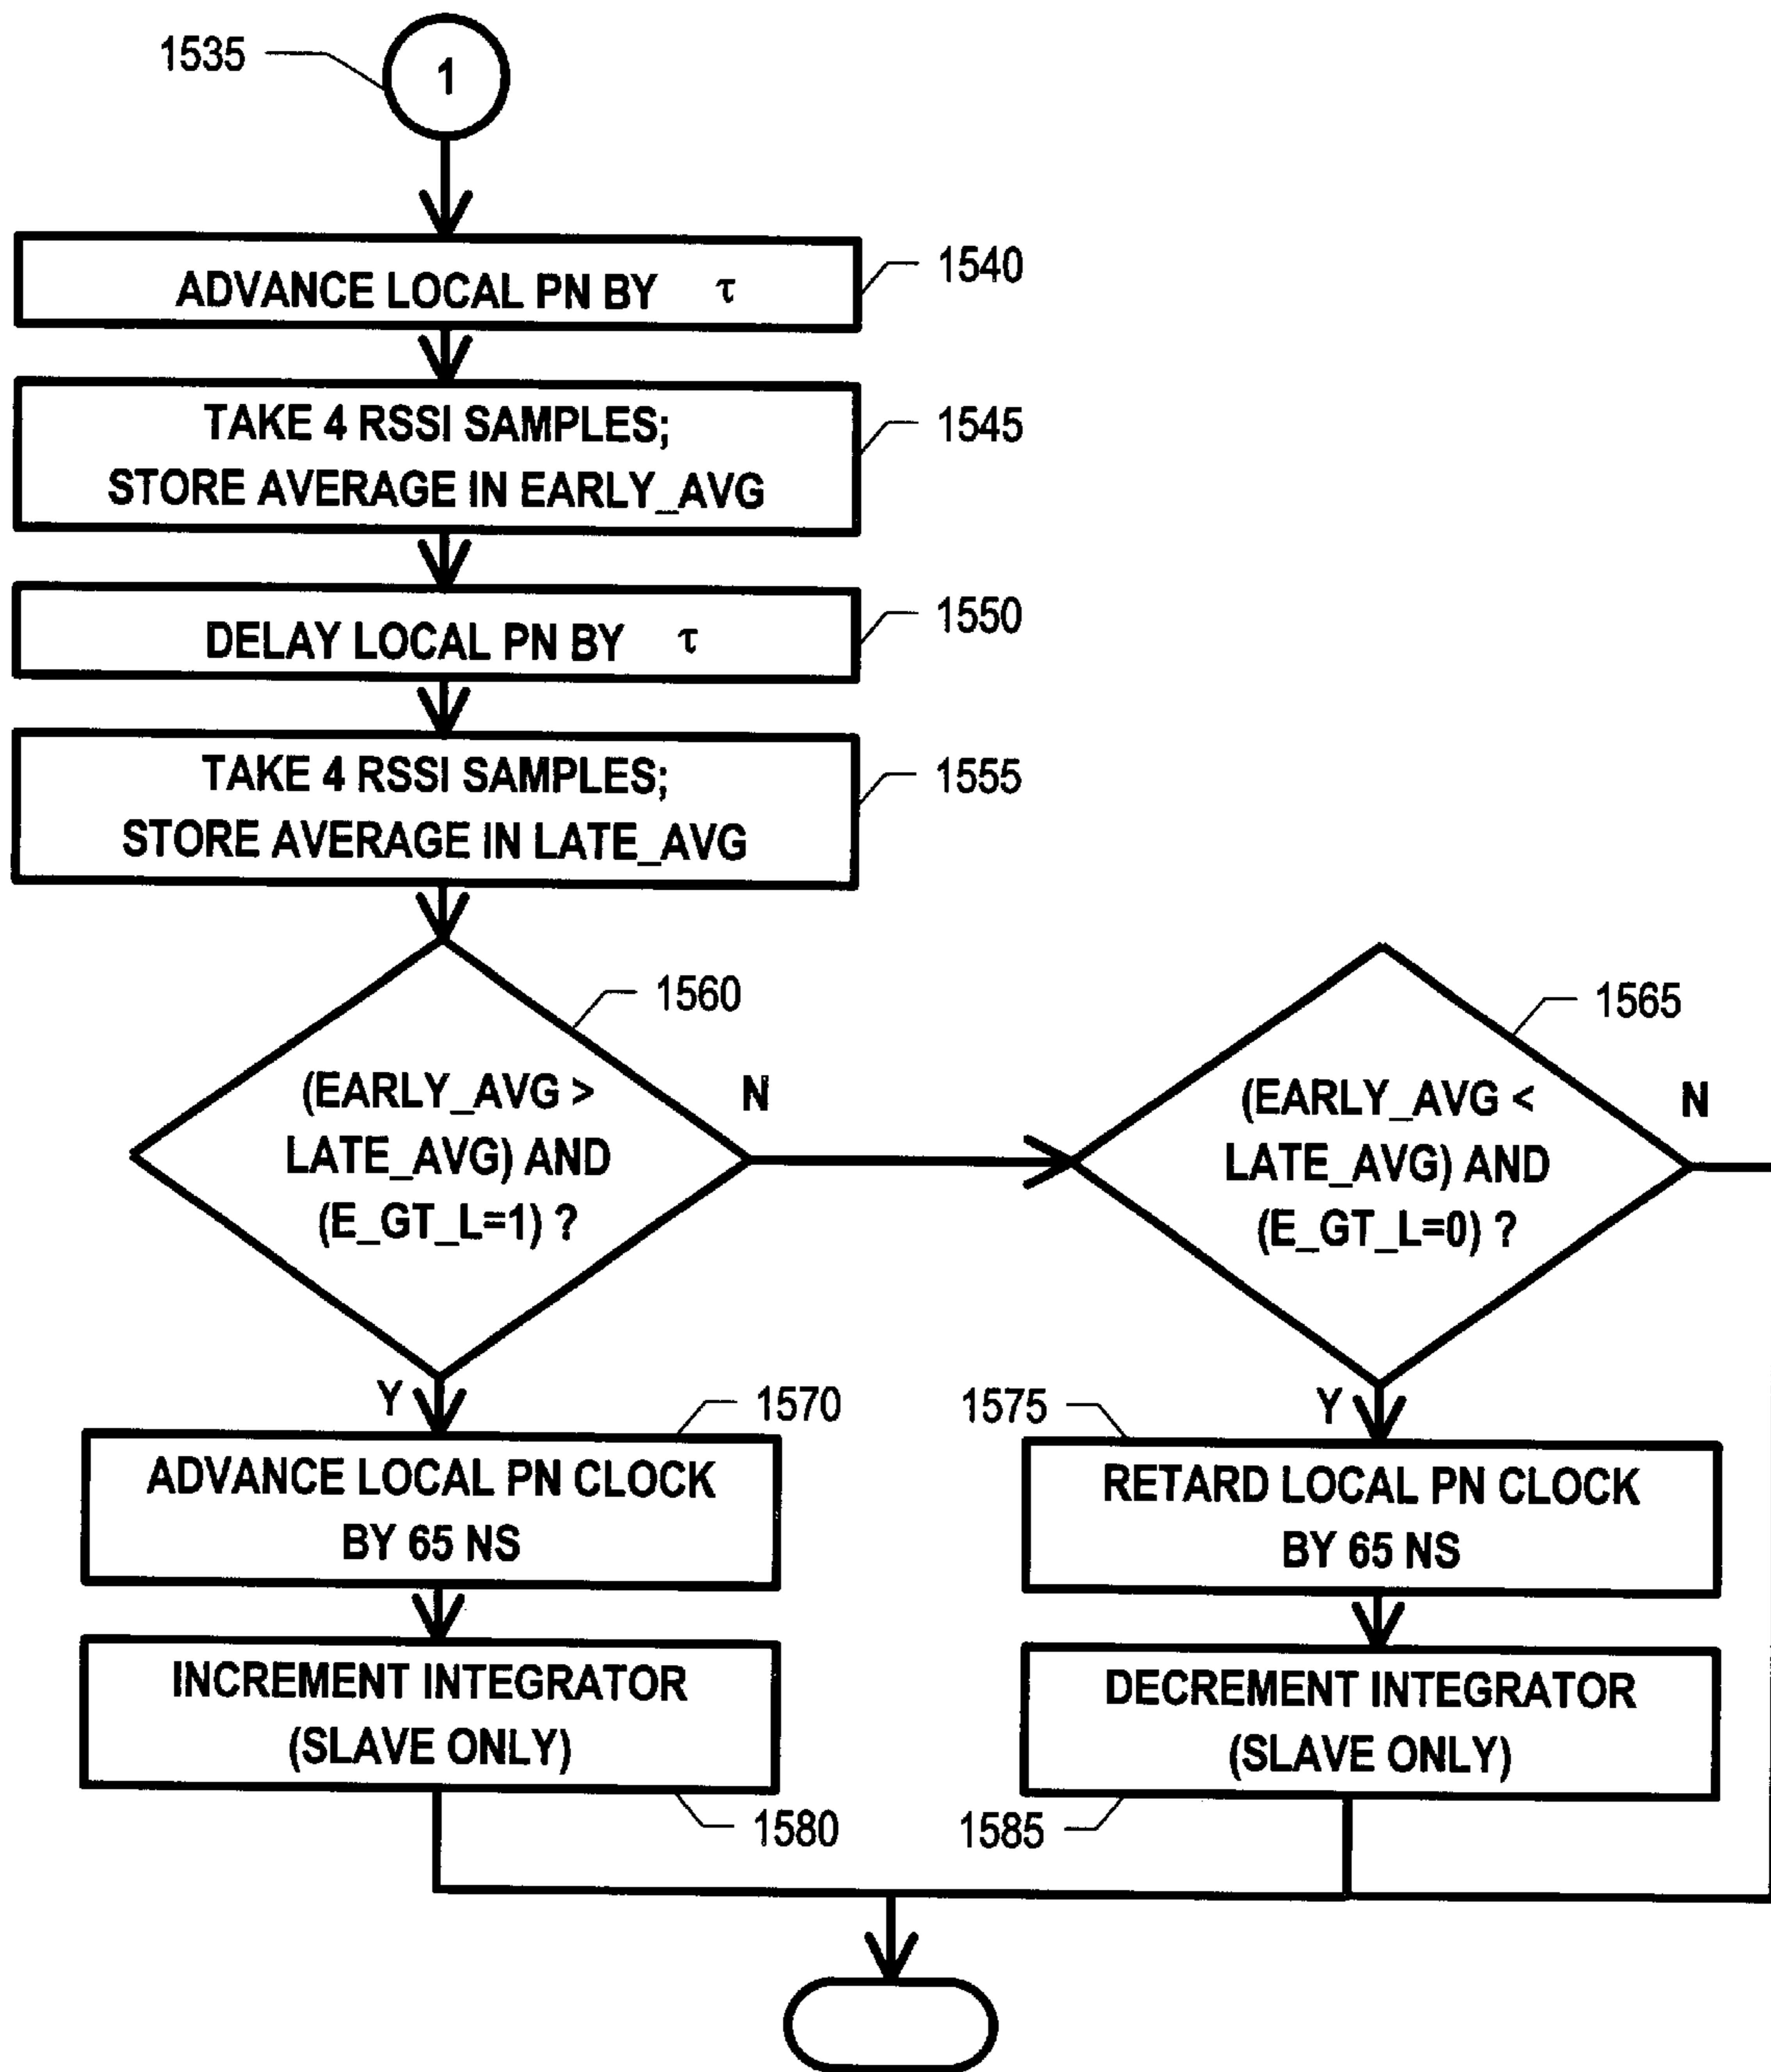 1535
1
ADVANCE LOCAL PN BY τ
1540
TAKE 4 RSSI SAMPLES;
STORE AVERAGE IN EARLY_AVG
1545
DELAY LOCAL PN BY τ
1550
TAKE 4 RSSI SAMPLES;
STORE AVERAGE IN LATE_AVG
1555
1560
(EARLY_AVG >
LATE_AVG) AND
(E_GT_L=1) ?
N
1565
(EARLY_AVG <
LATE_AVG) AND
(E_GT_L=0) ?
N
Y
1570
ADVANCE LOCAL PN CLOCK
BY 65 NS
1575
Y
RETARD LOCAL PN CLOCK
BY 65 NS
INCREMENT INTEGRATOR
(SLAVE ONLY)
1580
DECREMENT INTEGRATOR
(SLAVE ONLY)
1585